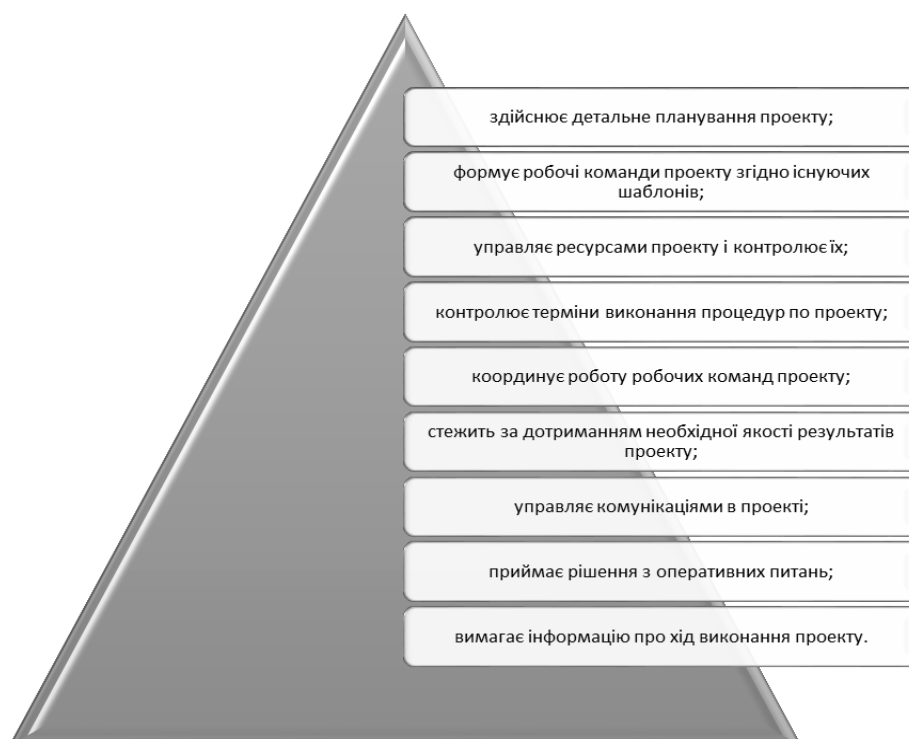 здійснює детальне планування проекту;
формує робочі команди проекту згідно існуючих
шаблонів;
управляє ресурсами проекту і контролює їх;
контролює терміни виконання процедур по проекту;
координує роботу робочих команд проекту;
стежить за дотриманням необхідної якості результатів
проекту;
управляє комунікаціями в проекті;
приймає рішення з оперативних питань;
вимагає інформацію про хід виконання проекту.